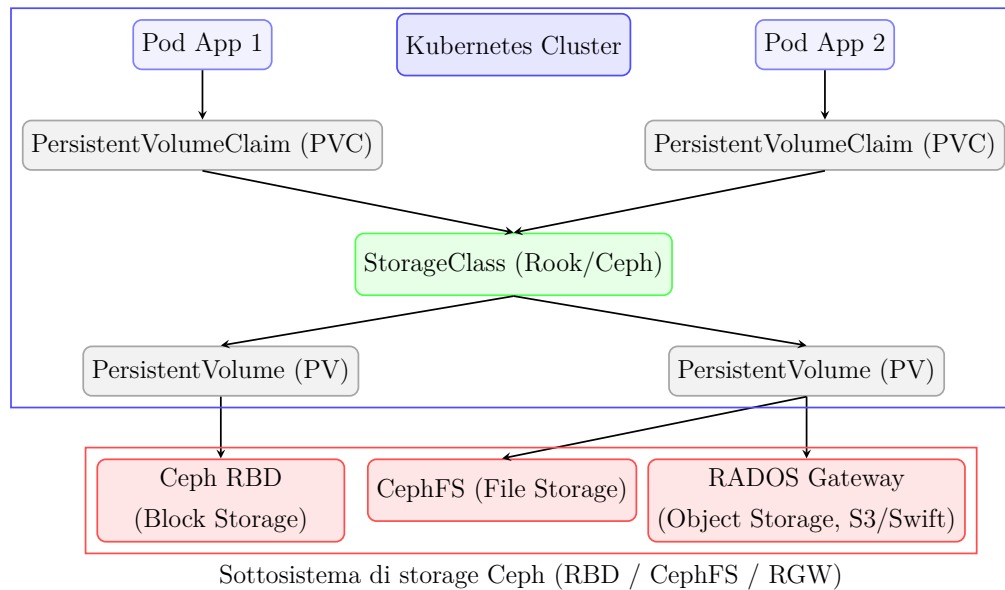 Pod App 1
Kubernetes Cluster
Pod App 2
PersistentVolumeClaim (PVC)
PersistentVolumeClaim (PVC)
StorageClass (Rook/Ceph)
PersistentVolume (PV)
PersistentVolume (PV)
Ceph RBD
(Block Storage)
CephFS (File Storage)
RADOS Gateway
(Object Storage, S3/Swift)
Sottosistema di storage Ceph (RBD / CephFS / RGW)